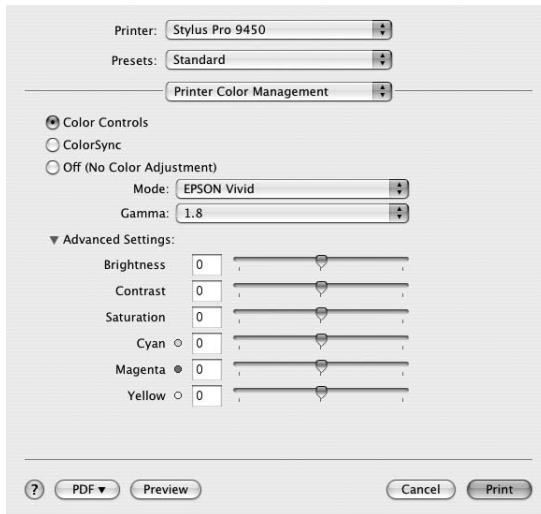 Printer: Stylus Pro 9450
Presets: Standard
Printer Color Management
Color Controls
ColorSync
Off (No Color Adjustment)
Mode: EPSON Vivid
Gamma: 1.8
Advanced Settings:
Brightness 0
Contrast 0
Saturation 0
Cyan 0
Magenta 0
Yellow 0
? PDF ▼ Preview Cancel Print